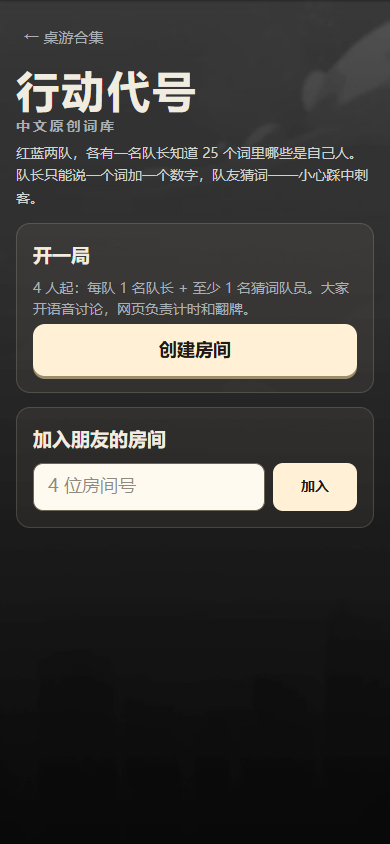 ← 桌游合集
行动代号
中文原创词库
红蓝两队，各有一名队长知道 25 个词里哪些是自己人。
队长只能说一个词加一个数字，队友猜词——小心踩中刺
客。
开一局
4 人起：每队 1 名队长 + 至少 1 名猜词队员。大家
开语音讨论，网页负责计时和翻牌。
创建房间
加入朋友的房间
4 位房间号
加入